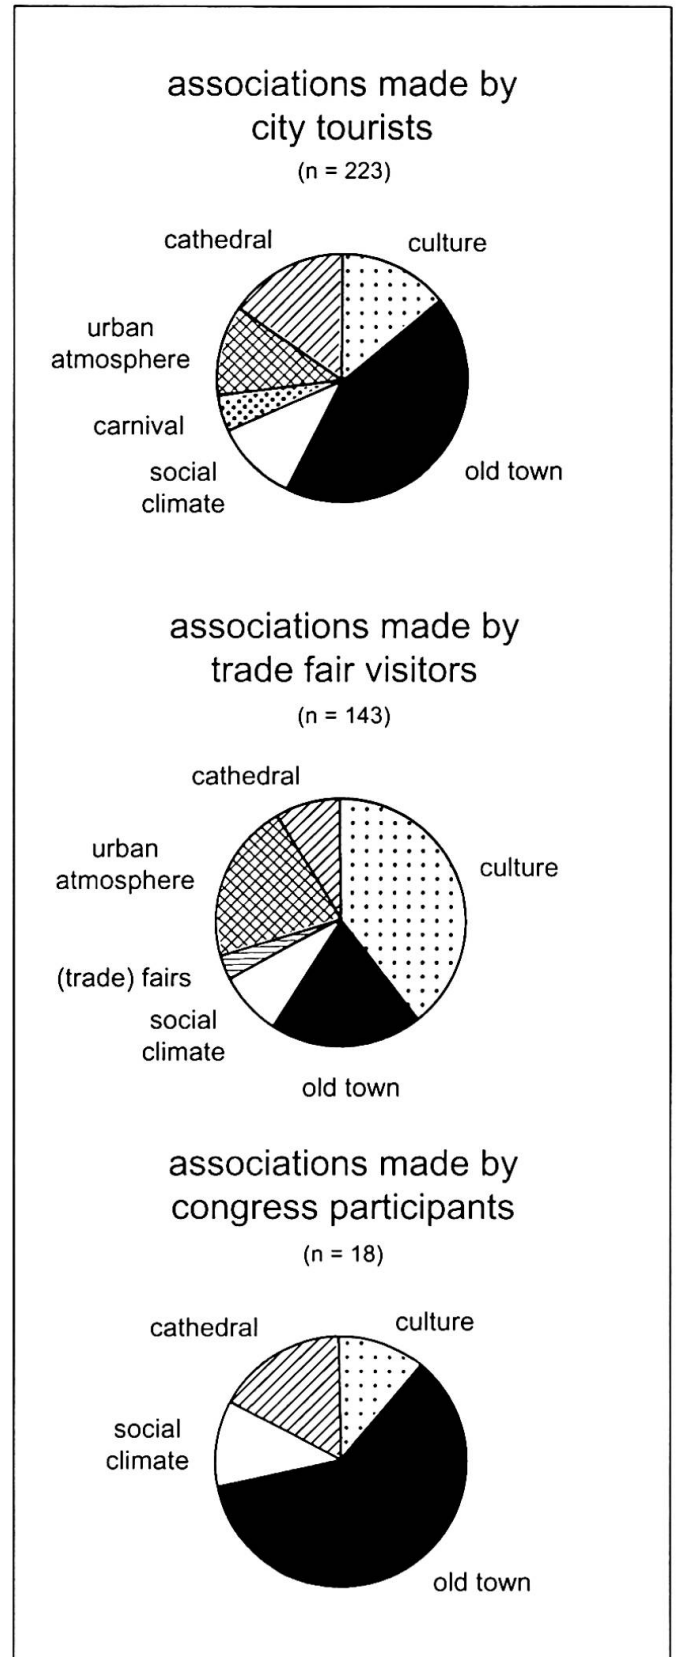 associations made by
city tourists
(n = 223)
cathedral
culture
urban
atmosphere
carnival
social
climate
old town
associations made by
trade fair visitors
(n = 143)
cathedral
urban
atmosphere
culture
(trade) fairs
social
climate
old town
associations made by
congress participants
(n = 18)
cathedral
culture
social
climate
old town